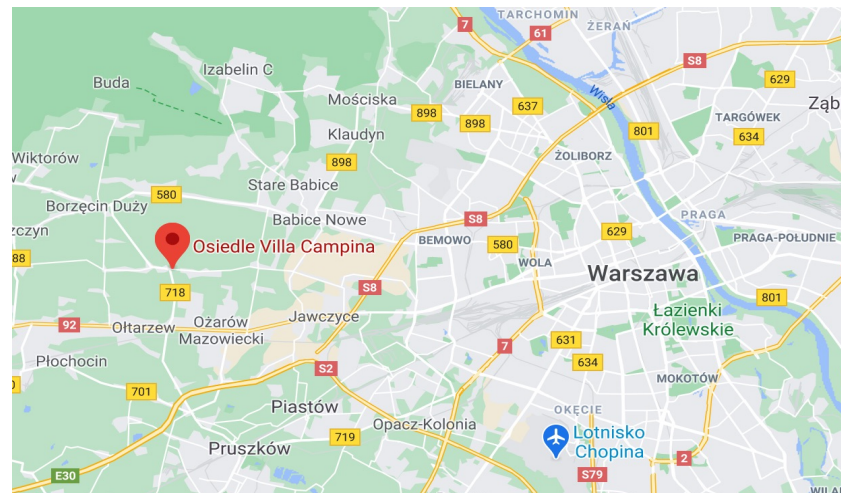 TARCHOMIN
7
61
ŻERAŃ
S8
Izabelin C
Buda
BIELANY
629
Mościska
898
898
637
Wisła
Ząb
TARGÓWEK
801
634
Klaudyn
898
ŻOLIBORZ
Wiktorów
Stare Babice
580
Borzęcin Duży
PRAGA
Babice Nowe
S8
szczyn
Osiedle Villa Campina
BEMOWO
580
629
PRAGA-POŁUDNIE
88
WOLA
Warszawa
718
S8
801
92
Ołtarzew
Ożarów
Mazowiecki
Jawczyce
Łazienki
Królewskie
7
631
634
Płochocin
S2
MOKOTÓW
701
Piastów
OKĘCIE
Opacz-Kolonia
719
Lotnisko
Chopina
Pruszków
2
E30
S79
WILA